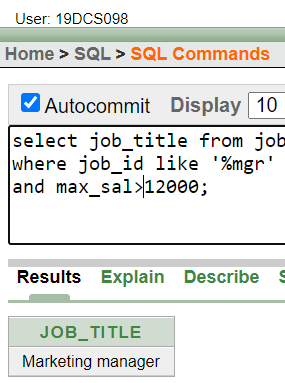 User: 19DCS098
Home > SQL > SQL Commands
Autocommit Display 10
select job_title from job
where job_id like '%mgr'
and max_sal>12000;
Results Explain Describe
JOB_TITLE
Marketing manager